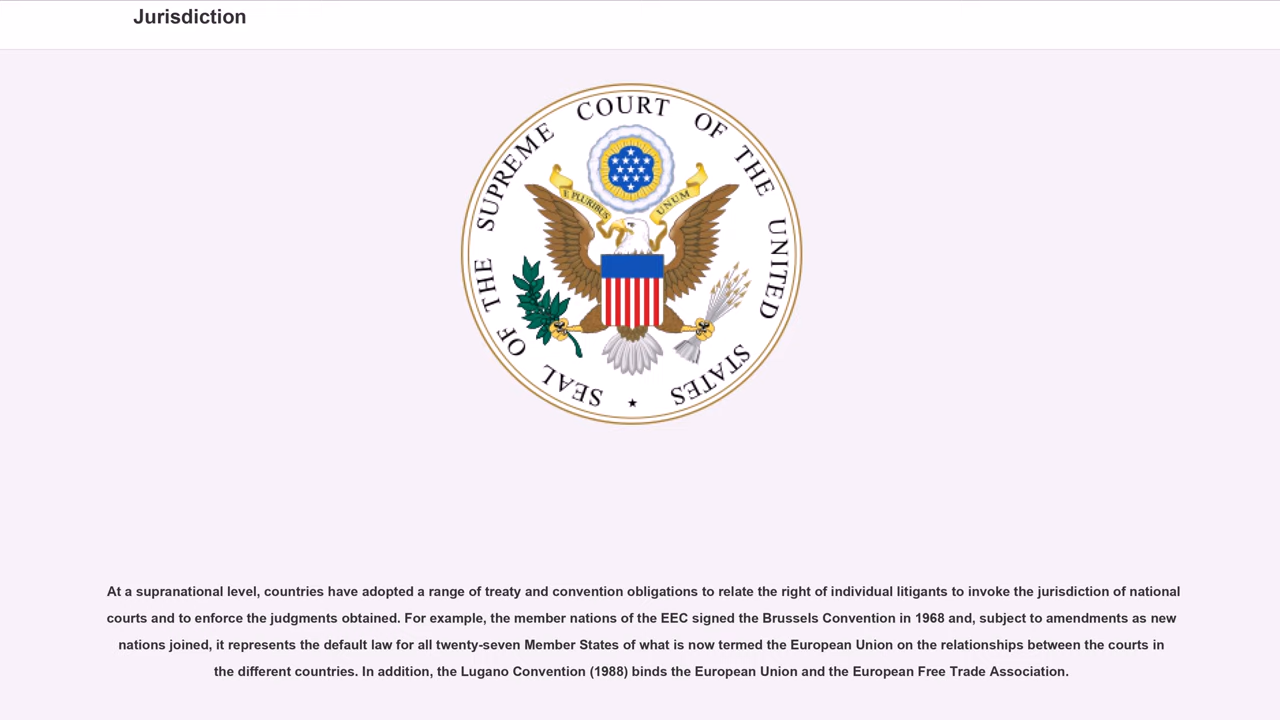 Jurisdiction
SEAL OF THE SUPREME COURT OF THE UNITED STATES
E PLURIBUS UNUM
At a supranational level, countries have adopted a range of treaty and convention obligations to relate the right of individual litigants to invoke the jurisdiction of national
courts and to enforce the judgments obtained. For example, the member nations of the EEC signed the Brussels Convention in 1968 and, subject to amendments as new
nations joined, it represents the default law for all twenty-seven Member States of what is now termed the European Union on the relationships between the courts in
the different countries. In addition, the Lugano Convention (1988) binds the European Union and the European Free Trade Association.